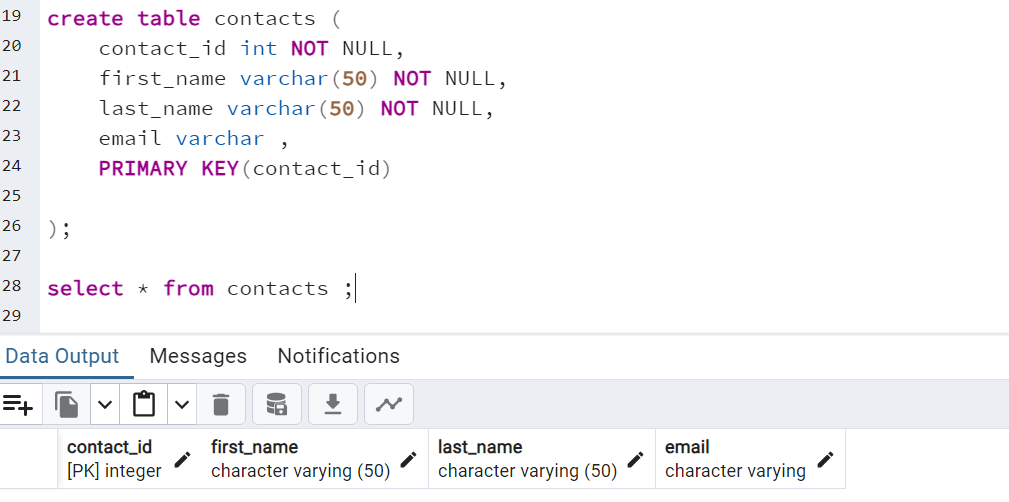 19 create table contacts (
20 contact_id int NOT NULL,
21 first_name varchar(50) NOT NULL,
22 last_name varchar(50) NOT NULL,
23 email varchar ,
24 PRIMARY KEY(contact_id)
25
26 );
27
28 select * from contacts ;
29
Data Output Messages Notifications
contact_id first_name last_name email
[PK] integer character varying (50) character varying (50) character varying